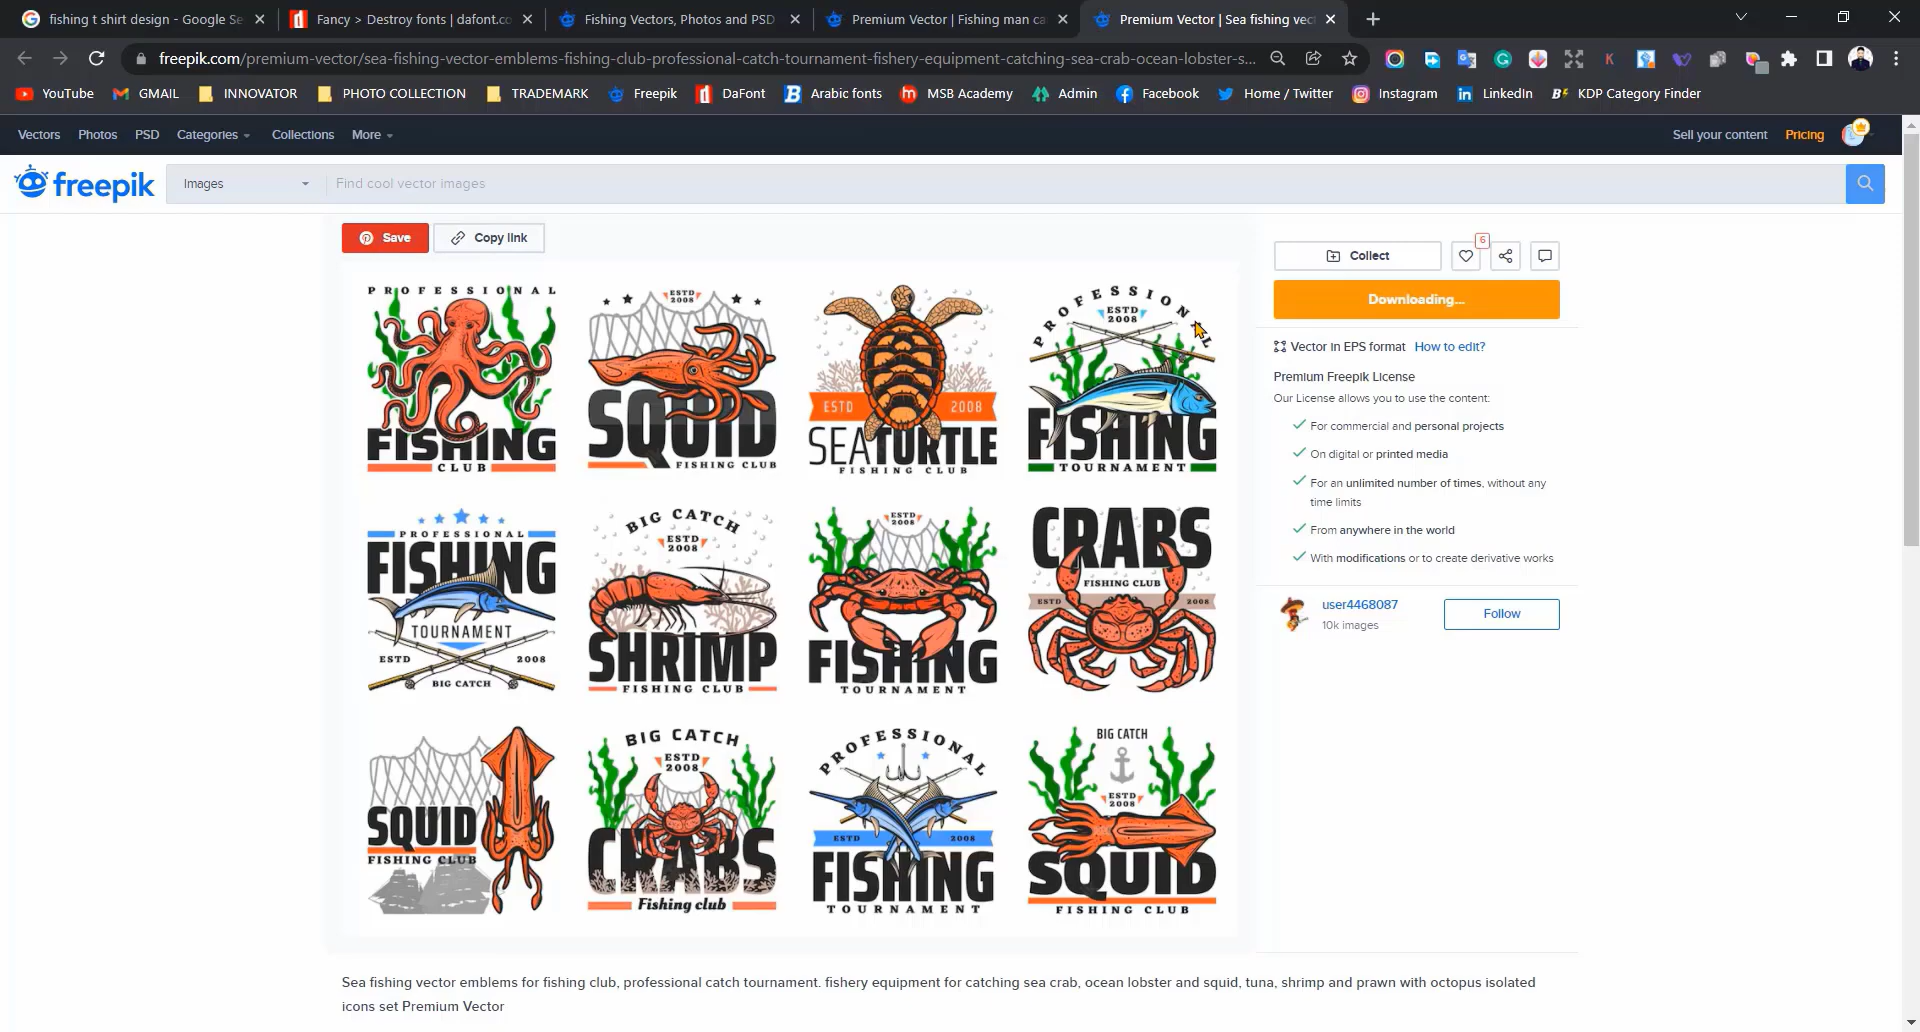 fishing t shirt design - Google Se
Fancy > Destroy fonts | dafont.co
Fishing Vectors, Photos and PSD
Premium Vector | Fishing man ca
Premium Vector | Sea fishing vec
freepik.com/premium-vector/sea-fishing-vector-emblems-fishing-club-professional-catch-tournament-fishery-equipment-catching-sea-crab-ocean-lobster-s...
YouTube
GMAIL
INNOVATOR
PHOTO COLLECTION
TRADEMARK
Freepik
DaFont
Arabic fonts
MSB Academy
Admin
Facebook
Home / Twitter
Instagram
LinkedIn
KDP Category Finder
Vectors
Photos
PSD
Categories
Collections
More
Sell your content
Pricing
freepik
Images
Find cool vector images
Save
Copy link
Collect
6
Downloading...
Vector in EPS format How to edit?
Premium Freepik License
Our License allows you to use the content:
For commercial and personal projects
On digital or printed media
For an unlimited number of times, without any
time limits
From anywhere in the world
With modifications or to create derivative works
user4468087
10k images
Follow
PROFESSIONAL
FISHING
CLUB
ESTD
2008
SQUID
FISHING CLUB
ESTD 2008
SEATURTLE
FISHING CLUB
PROFESSIONAL
ESTD
2008
FISHING
TOURNAMENT
PROFESSIONAL
FISHING
TOURNAMENT
ESTD 2008
BIG CATCH
BIG CATCH
ESTD
2008
SHRIMP
FISHING CLUB
ESTD
2008
FISHING
TOURNAMENT
CRABS
FISHING CLUB
ESTD 2008
SQUID
FISHING CLUB
BIG CATCH
ESTD
2008
CRABS
Fishing club
PROFESSIONAL
ESTD 2008
FISHING
TOURNAMENT
BIG CATCH
ESTD
2008
SQUID
FISHING CLUB
Sea fishing vector emblems for fishing club, professional catch tournament. fishery equipment for catching sea crab, ocean lobster and squid, tuna, shrimp and prawn with octopus isolated
icons set Premium Vector